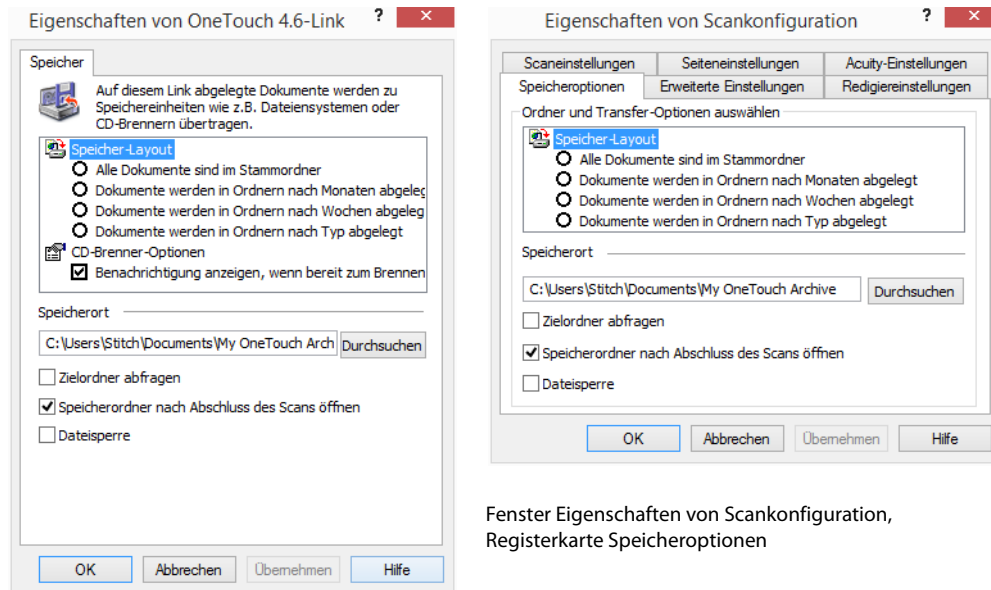 Eigenschaften von OneTouch 4.6-Link ? ×
Speicher
Auf diesem Link abgelegte Dokumente werden zu
Speichereinheiten wie z.B. Dateiensystemen oder
CD-Brennern übertragen.
Speicher-Layout
Alle Dokumente sind im Stammordner
Dokumente werden in Ordnern nach Monaten abgeleg
Dokumente werden in Ordnern nach Wochen abgeleg
Dokumente werden in Ordnern nach Typ abgelegt
CD-Brenner-Optionen
Benachrichtigung anzeigen, wenn bereit zum Brennen
Speicherort
C:\Users\Stitch\Documents\My OneTouch Arch Durchsuchen
Zielordner abfragen
Speicherordner nach Abschluss des Scans öffnen
Dateisperre
OK Abbrechen Übernehmen Hilfe
Eigenschaften von Scankonfiguration ? ×
Scaneinstellungen Seiteneinstellungen Acuity-Einstellungen
Speicheroptionen Erweiterte Einstellungen Redigiereinstellungen
Ordner und Transfer-Optionen auswählen
Speicher-Layout
Alle Dokumente sind im Stammordner
Dokumente werden in Ordnern nach Monaten abgelegt
Dokumente werden in Ordnern nach Wochen abgelegt
Dokumente werden in Ordnern nach Typ abgelegt
Speicherort
C:\Users\Stitch\Documents\My OneTouch Archive Durchsuchen
Zielordner abfragen
Speicherordner nach Abschluss des Scans öffnen
Dateisperre
OK Abbrechen Übernehmen Hilfe
Fenster Eigenschaften von Scankonfiguration,
Registerkarte Speicheroptionen